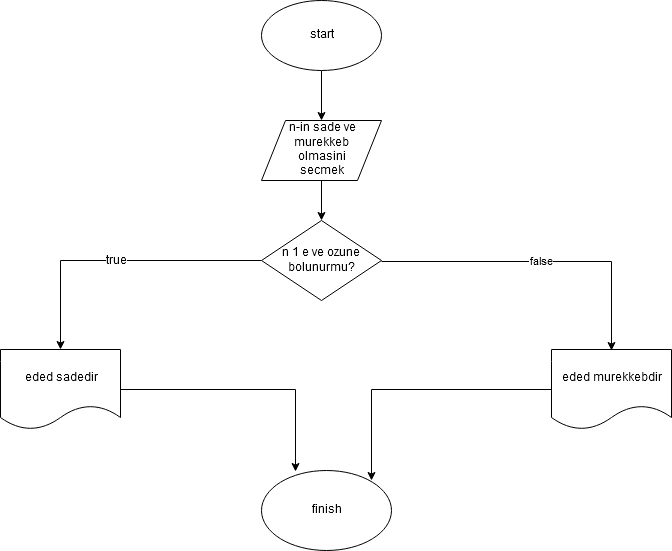 start
n-in sade ve
murekkeb
olmasini
secmek
n 1 e ve ozune
bolunurmu?
true
false
eded sadedir
eded murekkebdir
finish